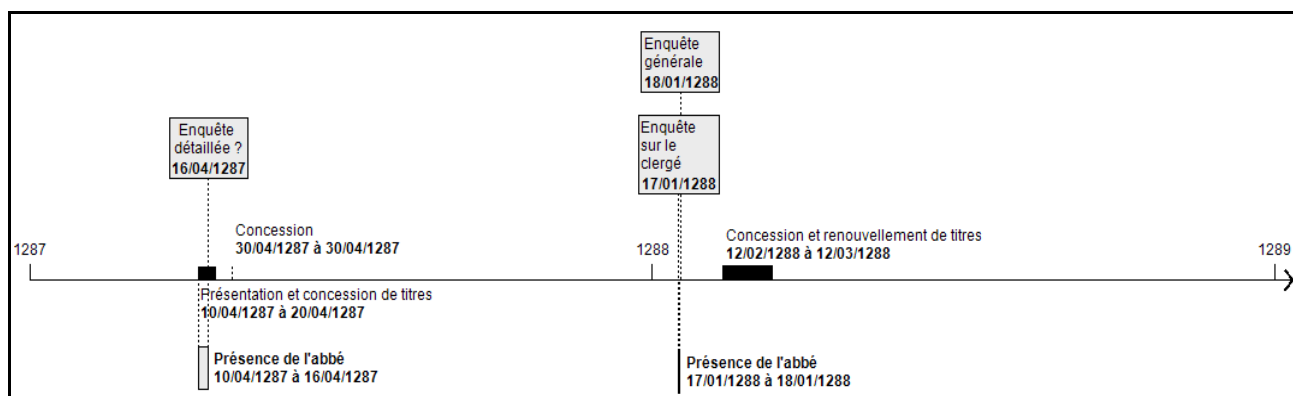 Enquête
générale
18/01/1288
Enquête
détaillée ?
16/04/1287
Enquête
sur le
clergé
17/01/1288
Concession
30/04/1287 à 30/04/1287
1287
1288
Concession et renouvellement de titres
12/02/1288 à 12/03/1288
1289
Présentation et concession de titres
10/04/1287 à 20/04/1287
Présence de l'abbé
10/04/1287 à 16/04/1287
Présence de l'abbé
17/01/1288 à 18/01/1288